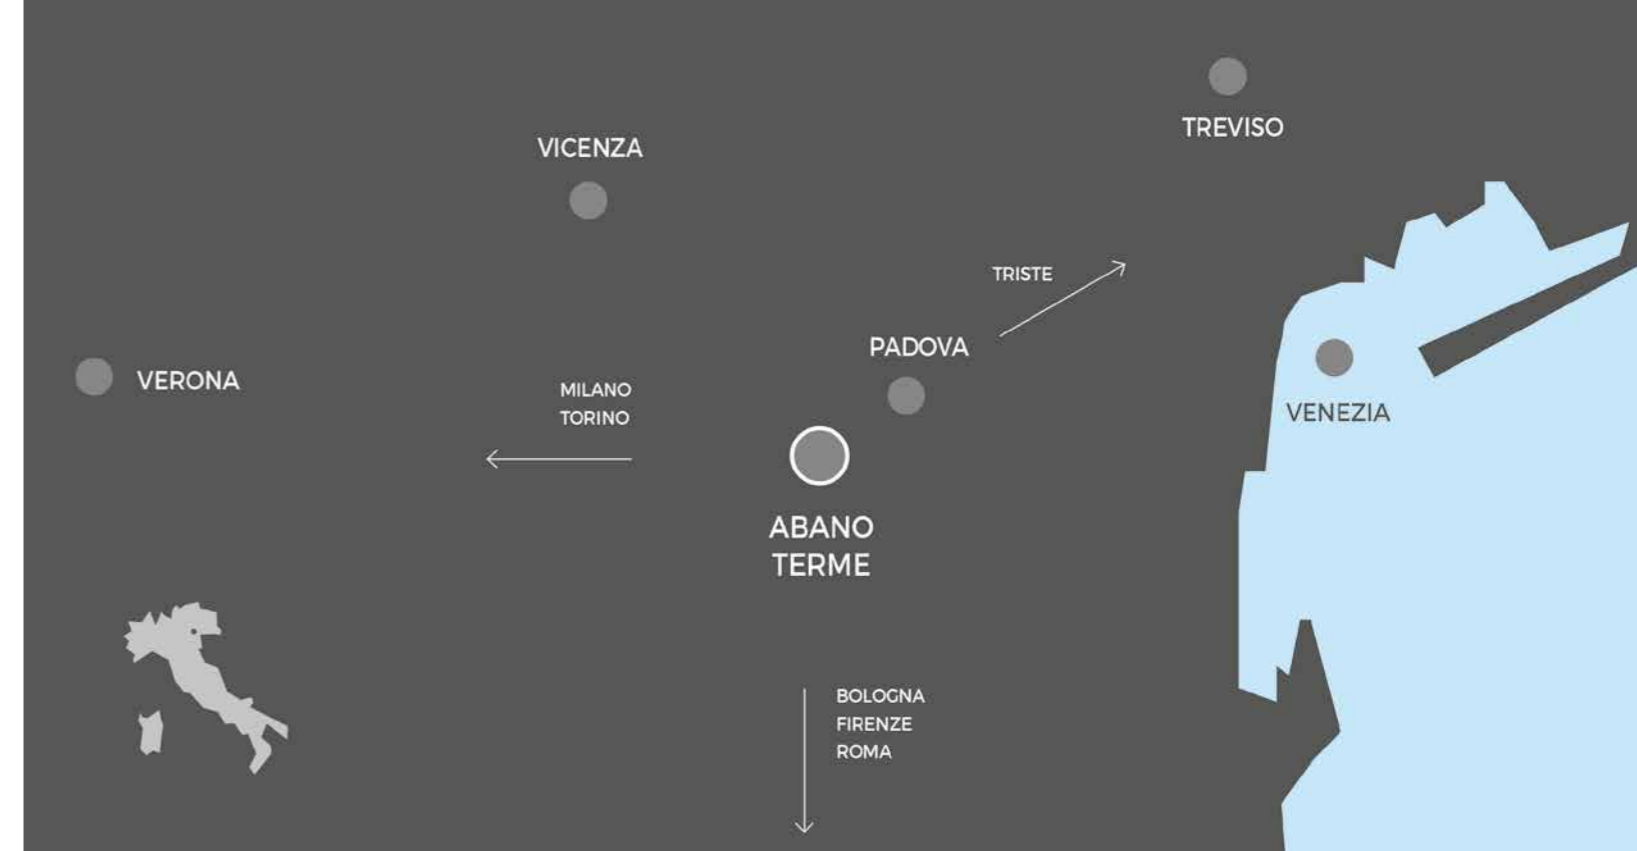 TREVISO
VICENZA
TRISTE
PADOVA
VERONA
MILANO
TORINO
VENEZIA
ABANO
TERME
BOLOGNA
FIRENZE
ROMA